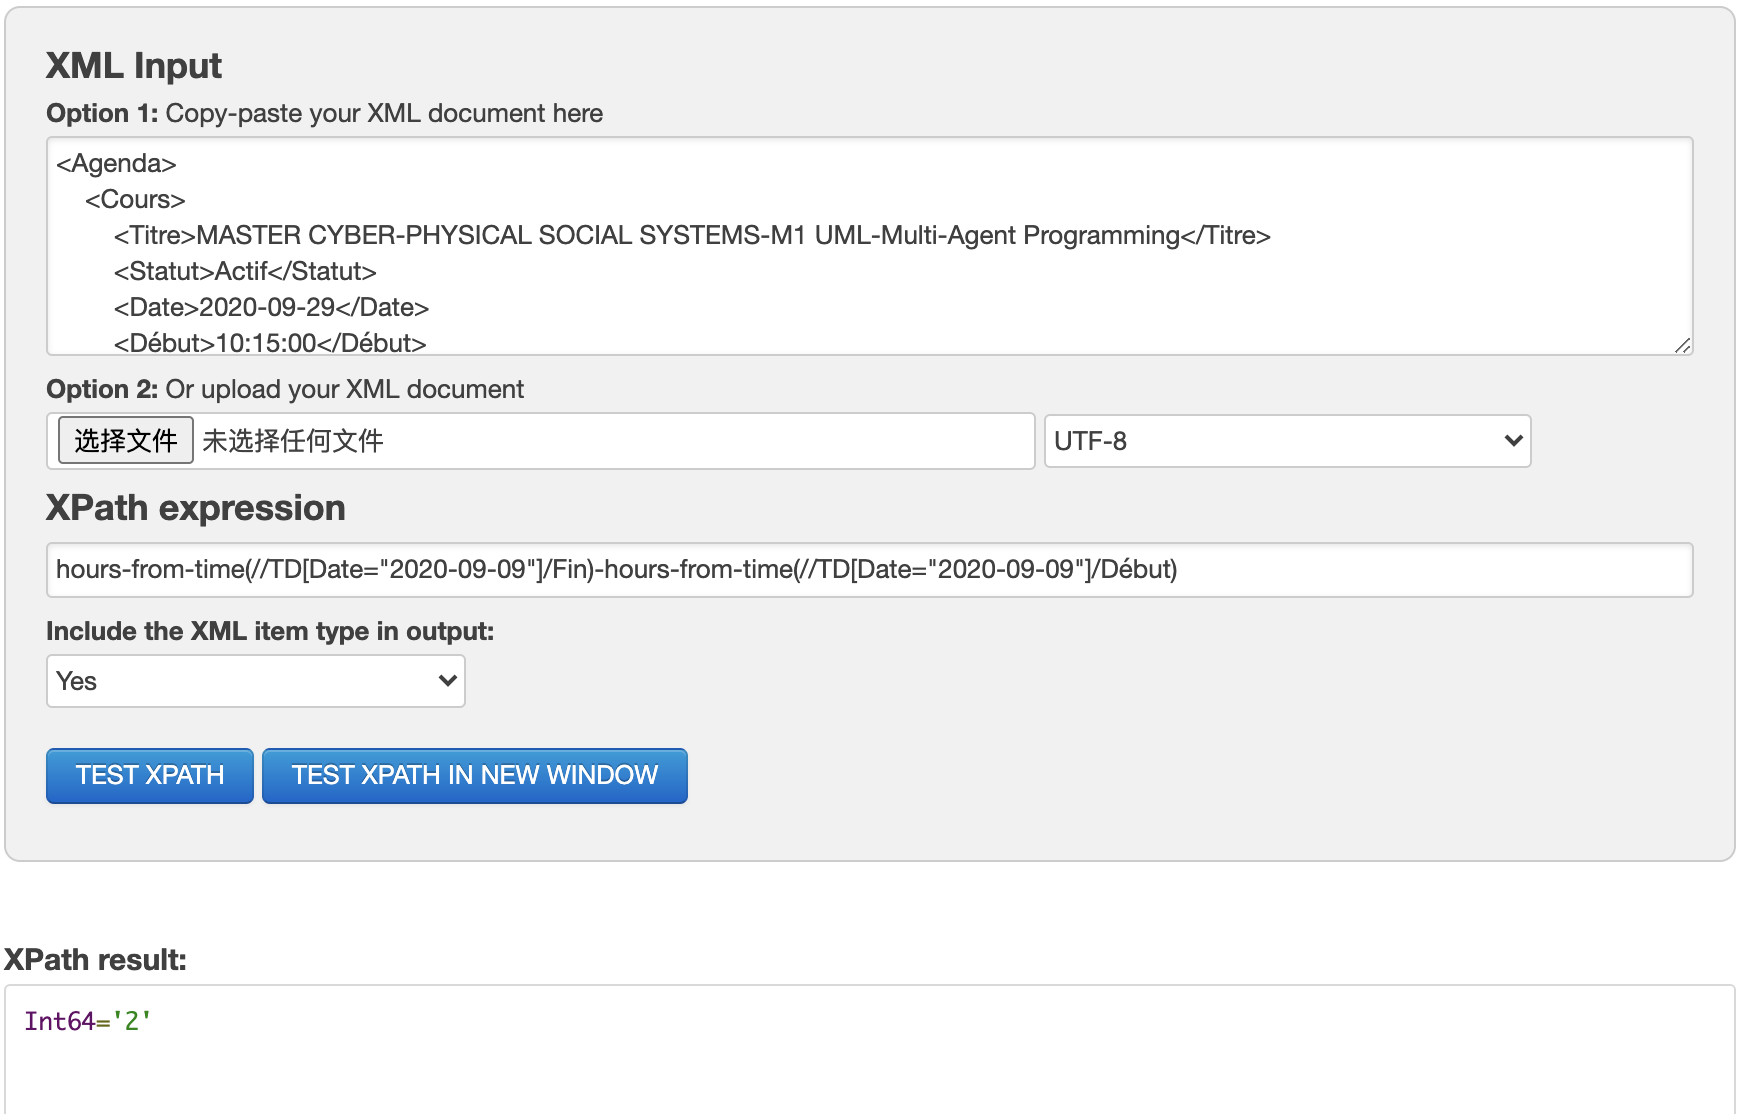 XML Input
Option 1: Copy-paste your XML document here
<Agenda>
<Cours>
<Titre>MASTER CYBER-PHYSICAL SOCIAL SYSTEMS-M1 UML-Multi-Agent Programming</Titre>
<Statut>Actif</Statut>
<Date>2020-09-29</Date>
<Début>10:15:00</Début>
Option 2: Or upload your XML document
选择文件 未选择任何文件 UTF-8
XPath expression
hours-from-time(//TD[Date="2020-09-09"]/Fin)-hours-from-time(//TD[Date="2020-09-09"]/Début)
Include the XML item type in output:
Yes
TEST XPATH TEST XPATH IN NEW WINDOW
XPath result:
Int64='2'